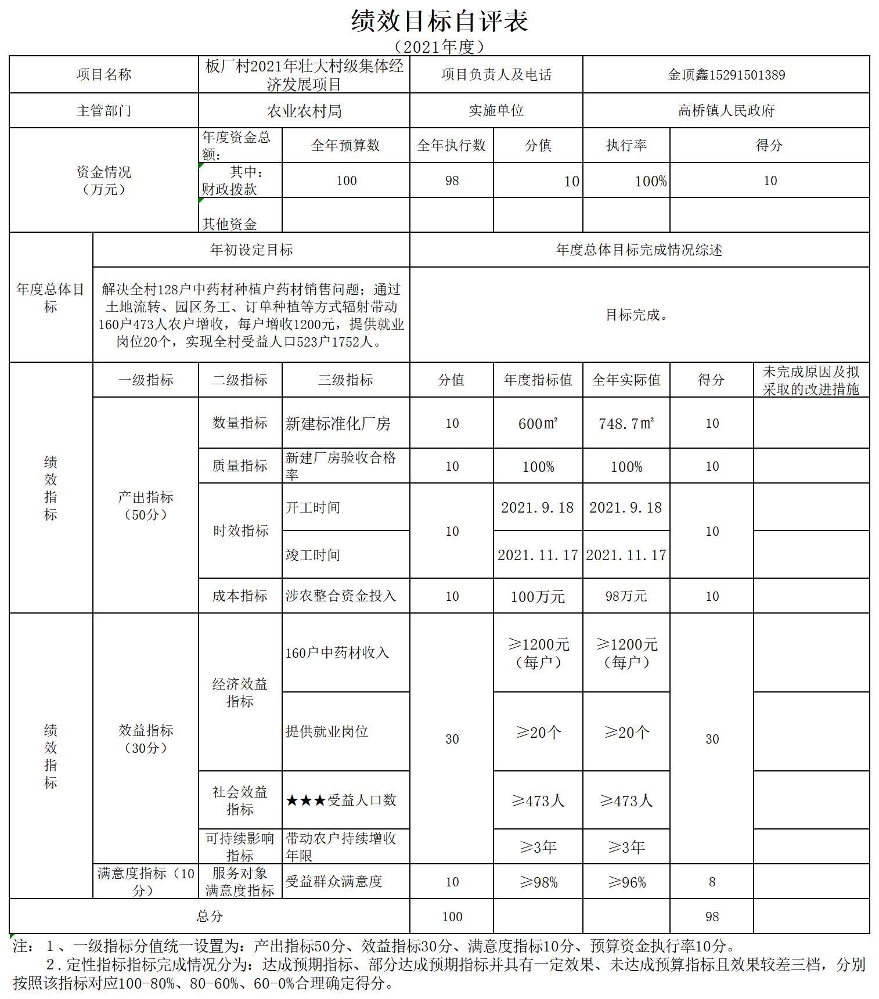 绩效目标自评表
（2021年度）
项目名称
板厂村2021年壮大村级集体经
济发展项目
项目负责人及电话
金顶鑫15291501389
主管部门
农业农村局
实施单位
高桥镇人民政府
资金情况
（万元）
年度资金总
额：
全年预算数
全年执行数
分值
执行率
得分
其中：
财政拨款
100
98
10
100%
10
其他资金
年度总体目
标
年初设定目标
年度总体目标完成情况综述
解决全村128户中药材种植户药材销售问题；通过
土地流转、园区务工、订单种植等方式辐射带动
160户473人农户增收，每户增收1200元，提供就业
岗位20个，实现全村受益人口523户1752人。
目标完成。
绩
效
指
标
一级指标
二级指标
三级指标
分值
年度指标值
全年实际值
得分
未完成原因及拟
采取的改进措施
产出指标
（50分）
数量指标
新建标准化厂房
10
600㎡
748.7㎡
10
质量指标
新建厂房验收合格
率
10
100%
100%
10
时效指标
开工时间
10
2021.9.18
2021.9.18
10
竣工时间
2021.11.17
2021.11.17
成本指标
涉农整合资金投入
10
100万元
98万元
10
绩
效
指
标
效益指标
（30分）
经济效益
指标
160户中药材收入
30
≥1200元
（每户）
≥1200元
（每户）
30
提供就业岗位
≥20个
≥20个
社会效益
指标
★★★受益人口数
≥473人
≥473人
可持续影响
指标
带动农户持续增收
年限
≥3年
≥3年
满意度指标（10
分）
服务对象
满意度指标
受益群众满意度
10
≥98%
≥96%
8
总分
100
98
注：１、一级指标分值统一设置为：产出指标50分、效益指标30分、满意度指标10分、预算资金执行率10分。
２.定性指标指标完成情况分为：达成预期指标、部分达成预期指标并具有一定效果、未达成预算指标且效果较差三档，分别
按照该指标对应100-80%、80-60%、60-0%合理确定得分。